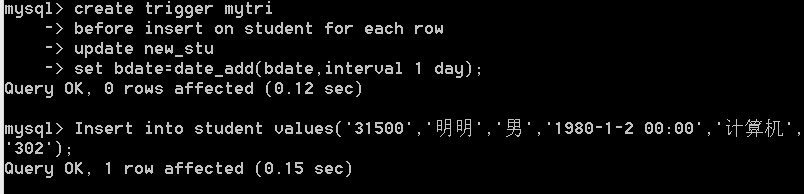 mysql> create trigger mytri
    -> before insert on student for each row
    -> update new_stu
    -> set bdate=date_add(bdate,interval 1 day);
Query OK, 0 rows affected (0.12 sec)
mysql> Insert into student values('31500','明明','男','1980-1-2 00:00','计算机',
'302');
Query OK, 1 row affected (0.15 sec)